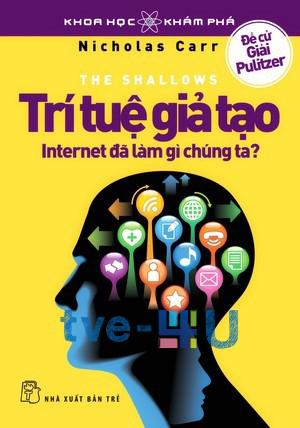 KHOA HỌC KHÁM PHÁ
Nicholas Carr
Đề cử
Giải
Pulitzer
THE SHALLOWS
Trí tuệ giả tạo
Internet đã làm gì chúng ta?
tve-4U
NHÀ XUẤT BẢN TRẺ